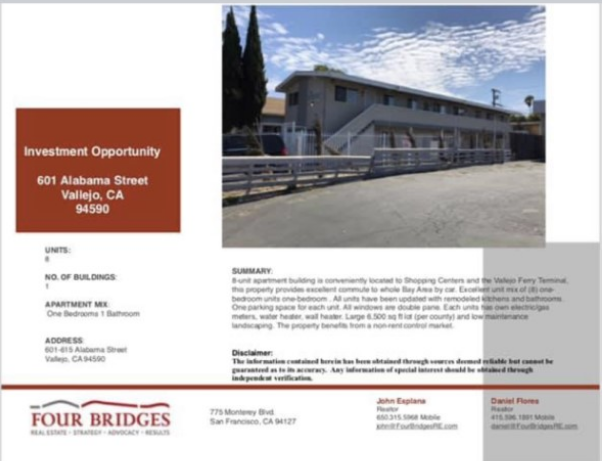 Investment Opportunity
601 Alabama Street
Vallejo, CA
94590
UNITS:
8
NO. OF BUILDINGS:
1
APARTMENT MIX:
One Bedrooms 1 Bathroom
ADDRESS:
601-615 Alabama Street
Vallejo, CA 94590
SUMMARY:
8-unit apartment building is conveniently located to Shopping Centers and the Vallejo Ferry Terminal,
this property provides excellent commute to whole Bay Area by car. Excellent unit mix of (8) one-
bedroom units one-bedroom . All units have been updated with remodeled kitchens and bathrooms.
One parking space for each unit. All windows are double pane. Each units has own electric/gas
meters, water heater, wall heater. Large 6,500 sq ft lot (per county) and low maintenance
landscaping. The property benefits from a non-rent control market.
Disclaimer:
The information contained herein has been obtained through sources deemed reliable but cannot be
guaranteed as to its accuracy. Any information of special interest should be obtained through
independent verification.
FOUR BRIDGES
REAL ESTATE - STRATEGY - ADVOCACY - RESULTS
775 Monterey Blvd.
San Francisco, CA 94127
John Esplana
Realtor
650.315.5968 Mobile
john@FourBridgesRE.com
Daniel Flores
Realtor
415.596.1891 Mobile
daniel@FourBridgesRE.com